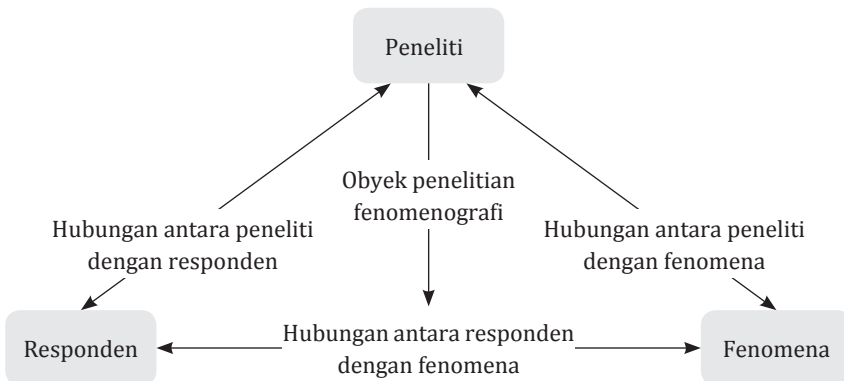 Peneliti
Obyek penelitian
fenomenografi
Hubungan antara peneliti
dengan responden
Hubungan antara peneliti
dengan fenomena
Responden
Hubungan antara responden
dengan fenomena
Fenomena